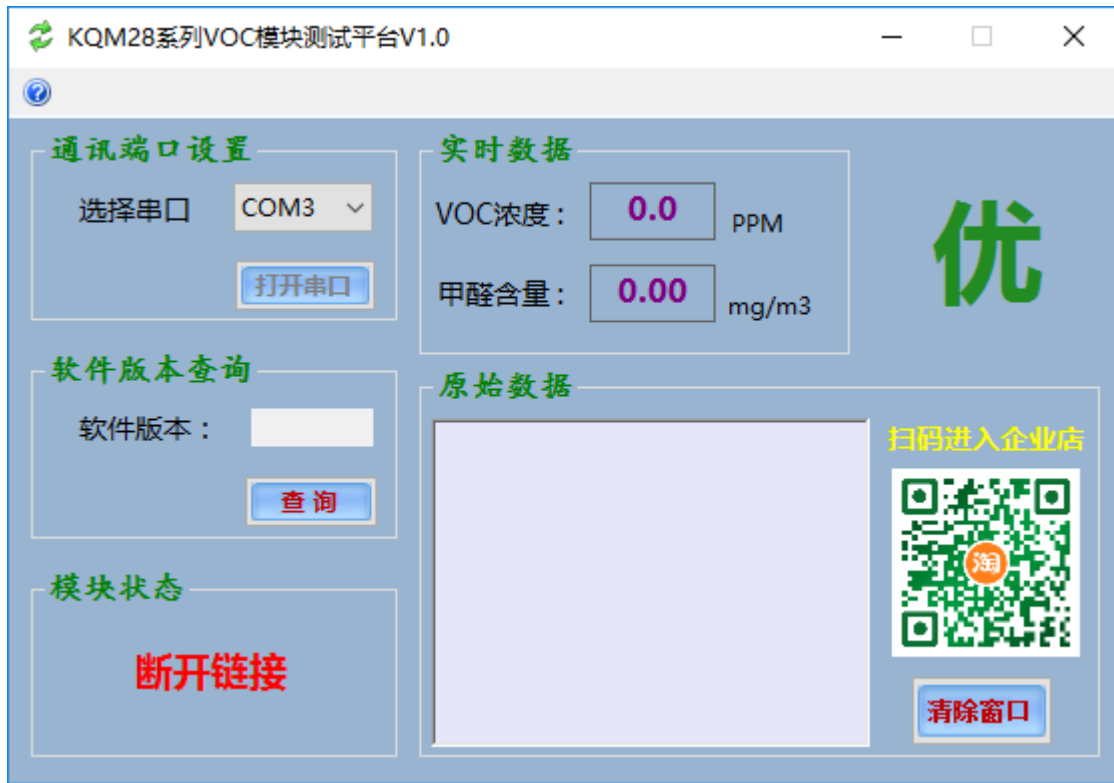 KQM28系列VOC模块测试平台V1.0
通讯端口设置
选择串口 COM3
打开串口
实时数据
VOC浓度： 0.0 PPM
甲醛含量： 0.00 mg/m3
优
软件版本查询
软件版本：
查 询
模块状态
断开链接
原始数据
扫码进入企业店
淘
清除窗口